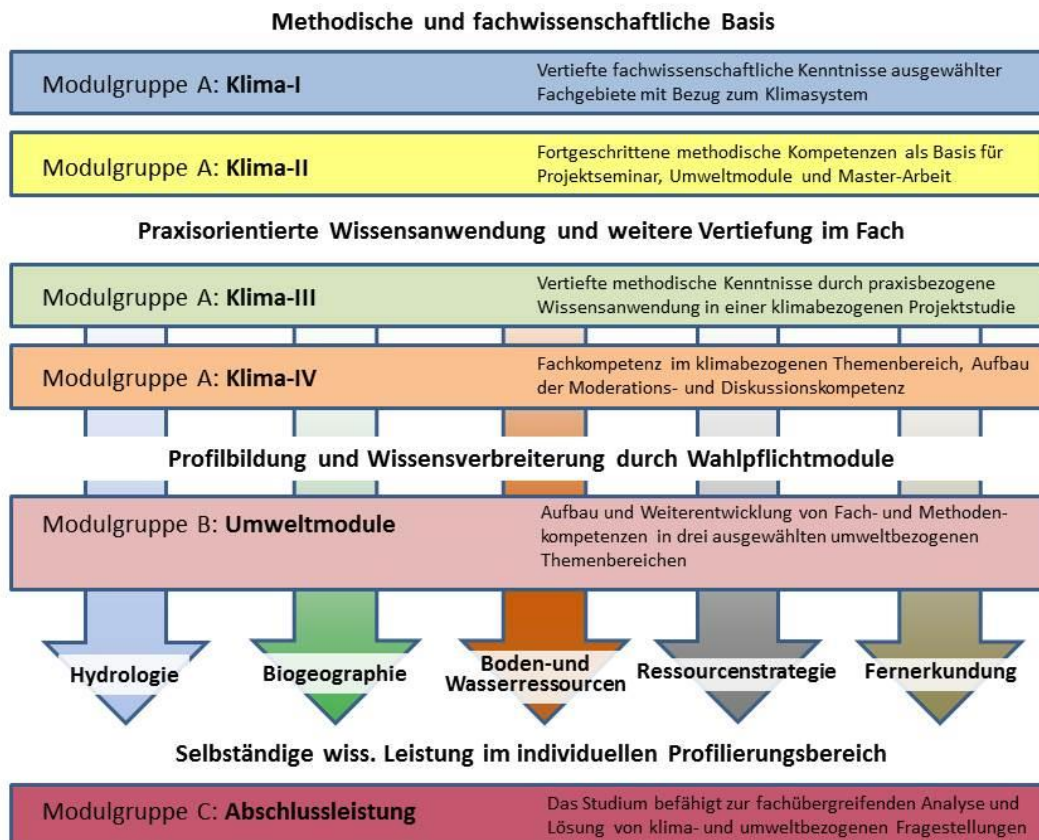 Methodische und fachwissenschaftliche Basis
Modulgruppe A: Klima-I
Vertiefte fachwissenschaftliche Kenntnisse ausgewählter
Fachgebiete mit Bezug zum Klimasystem
Modulgruppe A: Klima-II
Fortgeschrittene methodische Kompetenzen als Basis für
Projektseminar, Umweltmodule und Master-Arbeit
Praxisorientierte Wissensanwendung und weitere Vertiefung im Fach
Modulgruppe A: Klima-III
Vertiefte methodische Kenntnisse durch praxisbezogene
Wissensanwendung in einer klimabezogenen Projektstudie
Modulgruppe A: Klima-IV
Fachkompetenz im klimabezogenen Themenbereich, Aufbau
der Moderations- und Diskussionskompetenz
Profilbildung und Wissensverbreiterung durch Wahlpflichtmodule
Modulgruppe B: Umweltmodule
Aufbau und Weiterentwicklung von Fach- und Methoden-
kompetenzen in drei ausgewählten umweltbezogenen
Themenbereichen
Hydrologie
Biogeographie
Boden-und
Wasserressourcen
Ressourcenstrategie
Fernerkundung
Selbständige wiss. Leistung im individuellen Profilierungsbereich
Modulgruppe C: Abschlussleistung
Das Studium befähigt zur fachübergreifenden Analyse und
Lösung von klima- und umweltbezogenen Fragestellungen